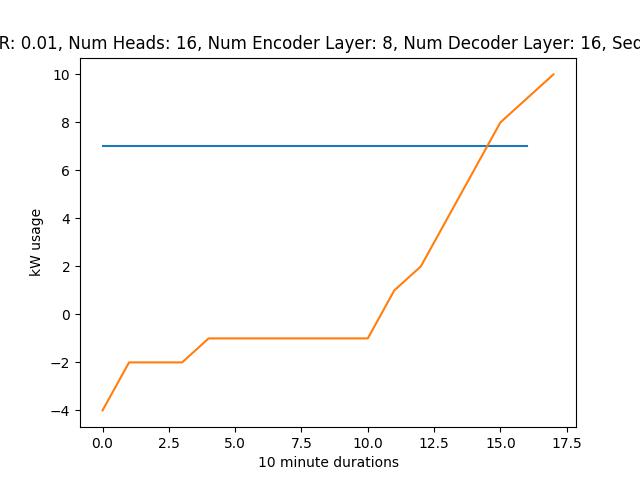 R: 0.01, Num Heads: 16, Num Encoder Layer: 8, Num Decoder Layer: 16, Sec
10
8
6
4
2
0
−2
−4
kW usage
0.0 2.5 5.0 7.5 10.0 12.5 15.0 17.5
10 minute durations